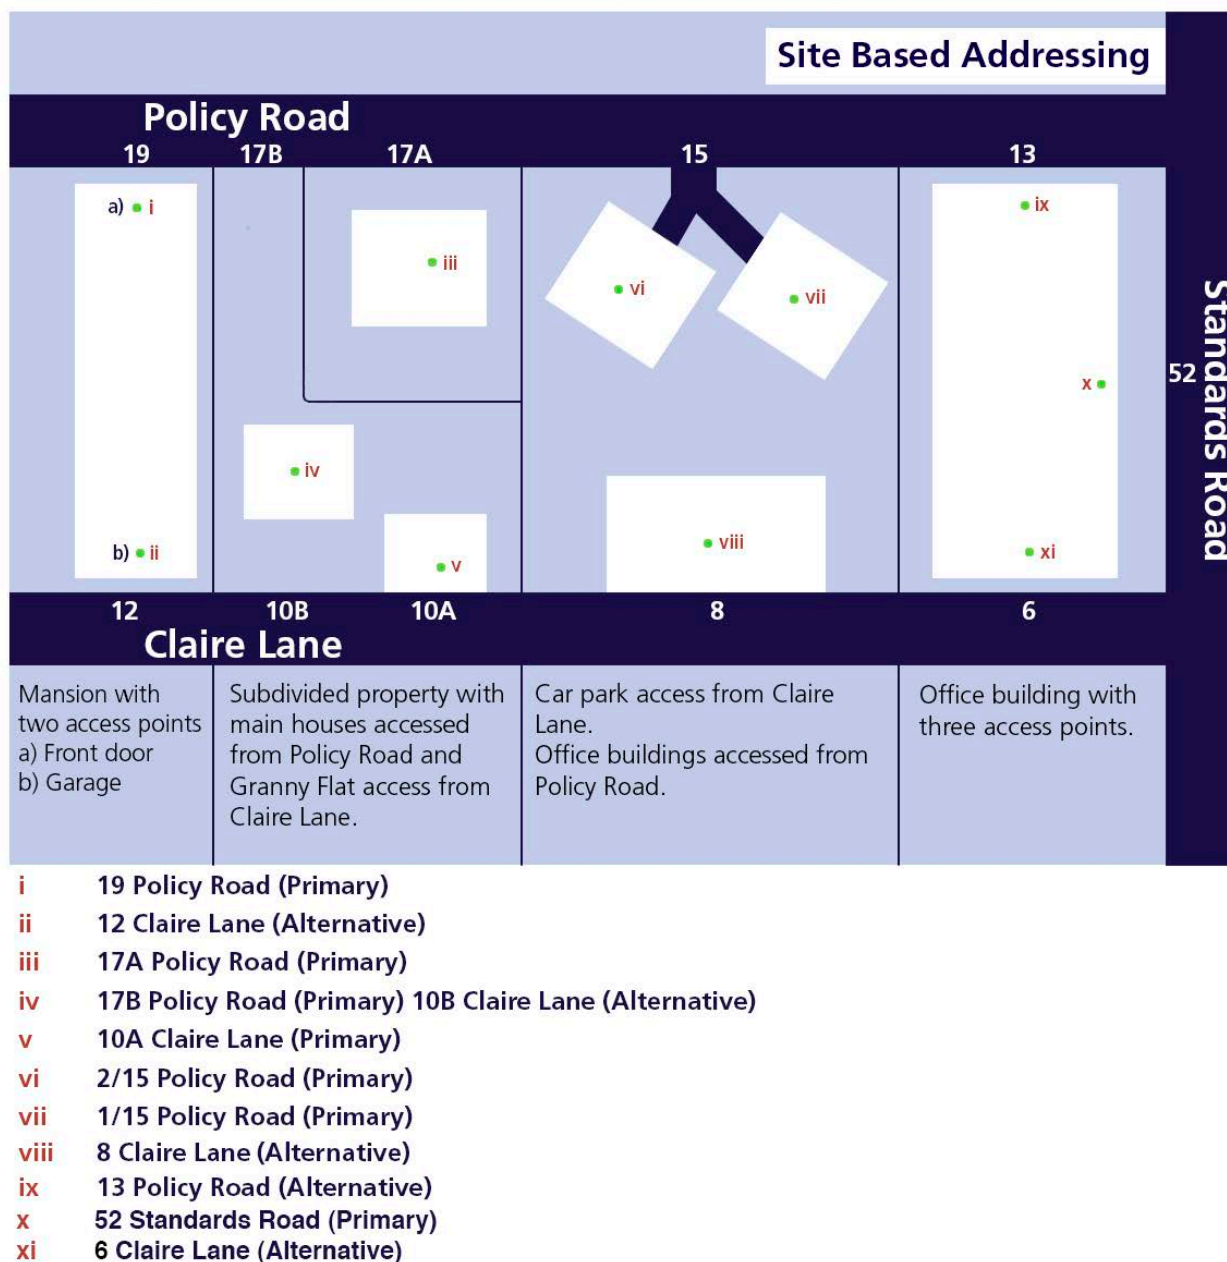 Site Based Addressing
Policy Road
19 17B 17A 15 13
a) i
iii
vi
vii
ix
x
52
Standards Road
iv
b) ii
v
viii
xi
12 10B 10A 8 6
Claire Lane
Mansion with
two access points
a) Front door
b) Garage
Subdivided property with
main houses accessed
from Policy Road and
Granny Flat access from
Claire Lane.
Car park access from Claire
Lane.
Office buildings accessed from
Policy Road.
Office building with
three access points.
i 19 Policy Road (Primary)
ii 12 Claire Lane (Alternative)
iii 17A Policy Road (Primary)
iv 17B Policy Road (Primary) 10B Claire Lane (Alternative)
v 10A Claire Lane (Primary)
vi 2/15 Policy Road (Primary)
vii 1/15 Policy Road (Primary)
viii 8 Claire Lane (Alternative)
ix 13 Policy Road (Alternative)
x 52 Standards Road (Primary)
xi 6 Claire Lane (Alternative)